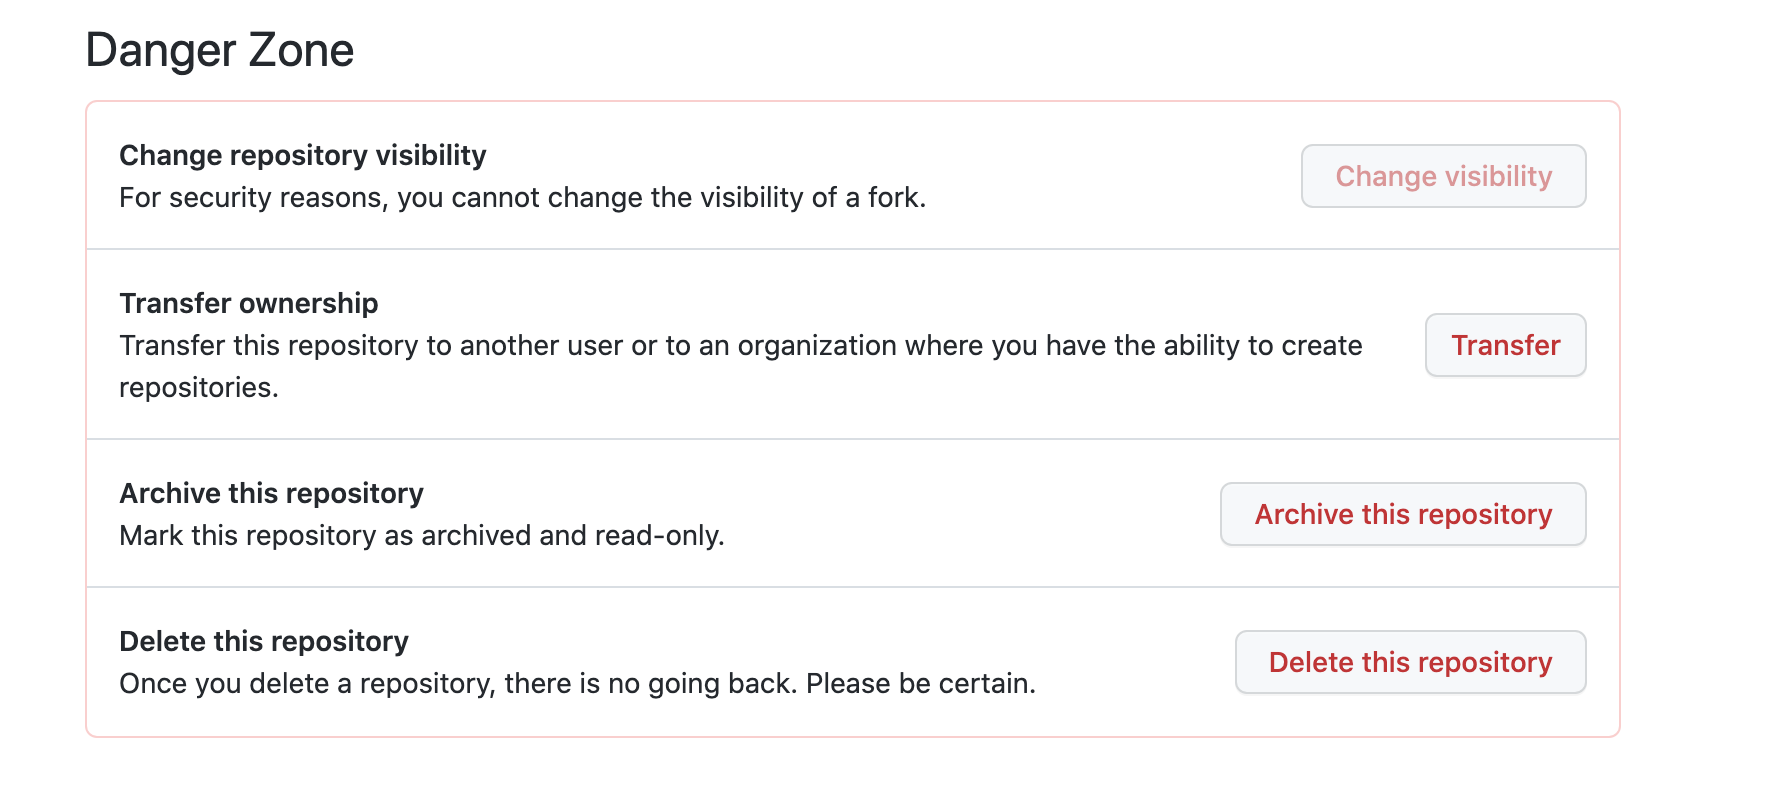 Danger Zone
Change repository visibility
For security reasons, you cannot change the visibility of a fork.
Change visibility
Transfer ownership
Transfer this repository to another user or to an organization where you have the ability to create
repositories.
Transfer
Archive this repository
Mark this repository as archived and read-only.
Archive this repository
Delete this repository
Once you delete a repository, there is no going back. Please be certain.
Delete this repository